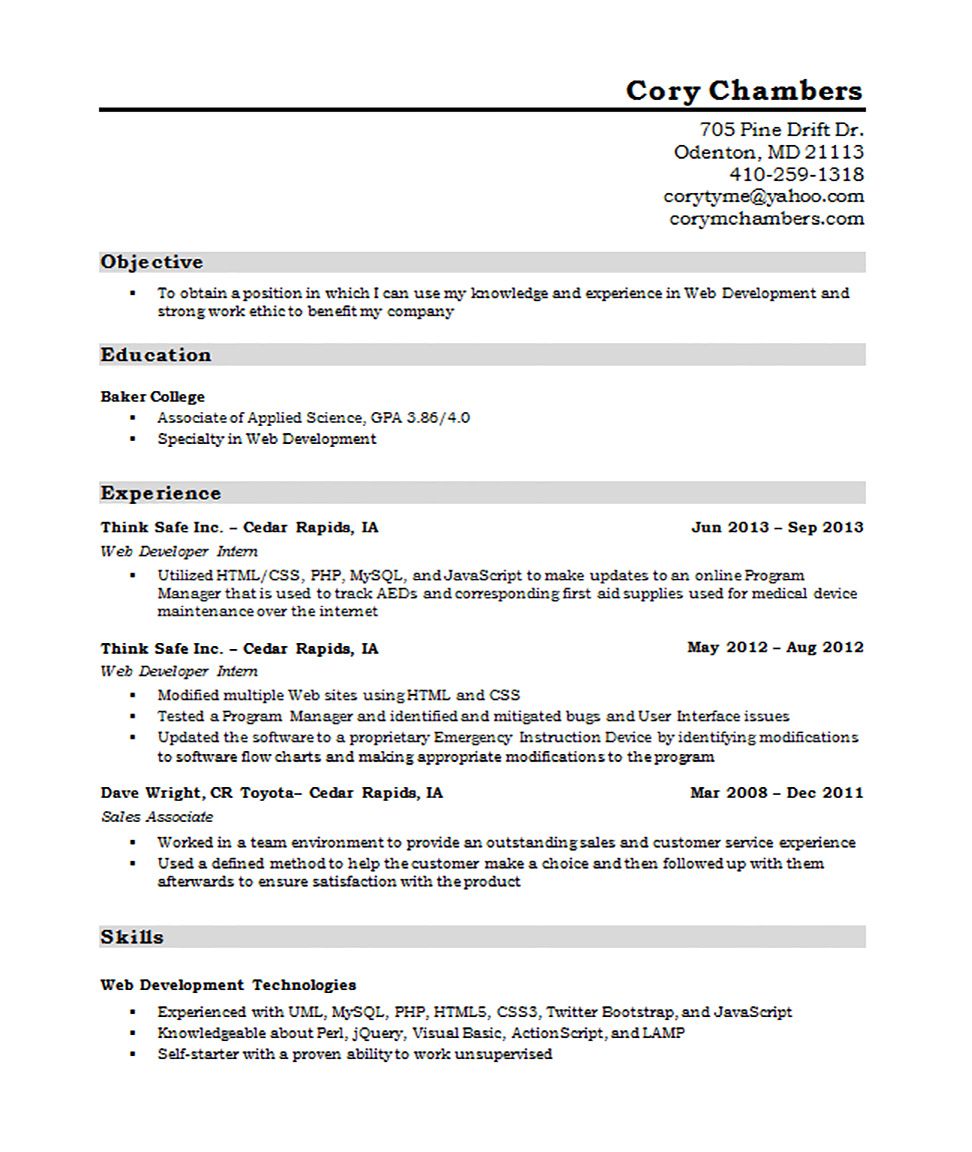 Cory Chambers
705 Pine Drift Dr.
Odenton, MD 21113
410-259-1318
corytyme@yahoo.com
corymchambers.com
Objective
▪ To obtain a position in which I can use my knowledge and experience in Web Development and
strong work ethic to benefit my company
Education
Baker College
▪ Associate of Applied Science, GPA 3.86/4.0
▪ Specialty in Web Development
Experience
Think Safe Inc. – Cedar Rapids, IA Jun 2013 – Sep 2013
Web Developer Intern
▪ Utilized HTML/CSS, PHP, MySQL, and JavaScript to make updates to an online Program
Manager that is used to track AEDs and corresponding first aid supplies used for medical device
maintenance over the internet
Think Safe Inc. – Cedar Rapids, IA May 2012 – Aug 2012
Web Developer Intern
▪ Modified multiple Web sites using HTML and CSS
▪ Tested a Program Manager and identified and mitigated bugs and User Interface issues
▪ Updated the software to a proprietary Emergency Instruction Device by identifying modifications
to software flow charts and making appropriate modifications to the program
Dave Wright, CR Toyota– Cedar Rapids, IA Mar 2008 – Dec 2011
Sales Associate
▪ Worked in a team environment to provide an outstanding sales and customer service experience
▪ Used a defined method to help the customer make a choice and then followed up with them
afterwards to ensure satisfaction with the product
Skills
Web Development Technologies
▪ Experienced with UML, MySQL, PHP, HTML5, CSS3, Twitter Bootstrap, and JavaScript
▪ Knowledgeable about Perl, jQuery, Visual Basic, ActionScript, and LAMP
▪ Self-starter with a proven ability to work unsupervised